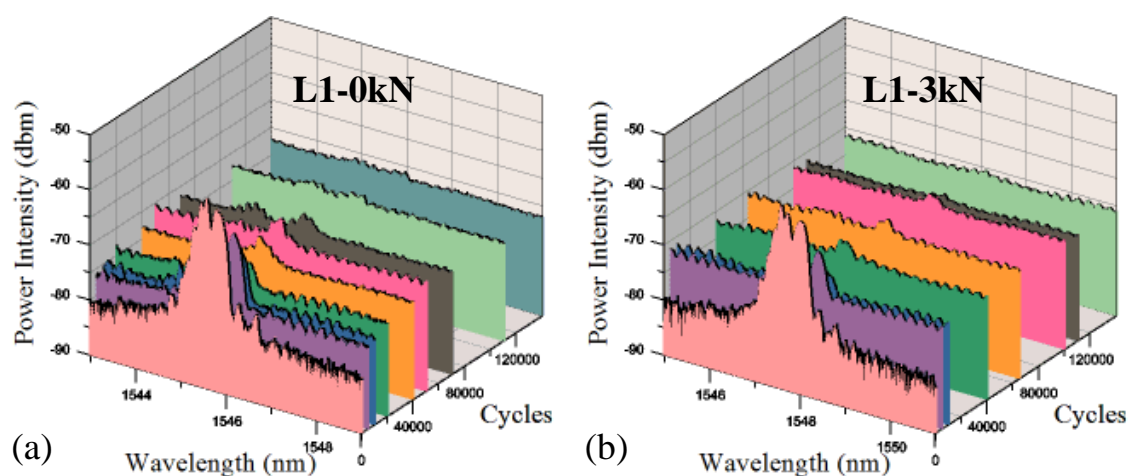 L1-0kN
-50
-60
-70
-80
-90
Power Intensity (dbm)
1544
1546
1548
Wavelength (nm)
0
40000
80000
120000
Cycles
(a)
L1-3kN
-50
-60
-70
-80
-90
Power Intensity (dbm)
1546
1548
1550
Wavelength (nm)
0
40000
80000
120000
Cycles
(b)